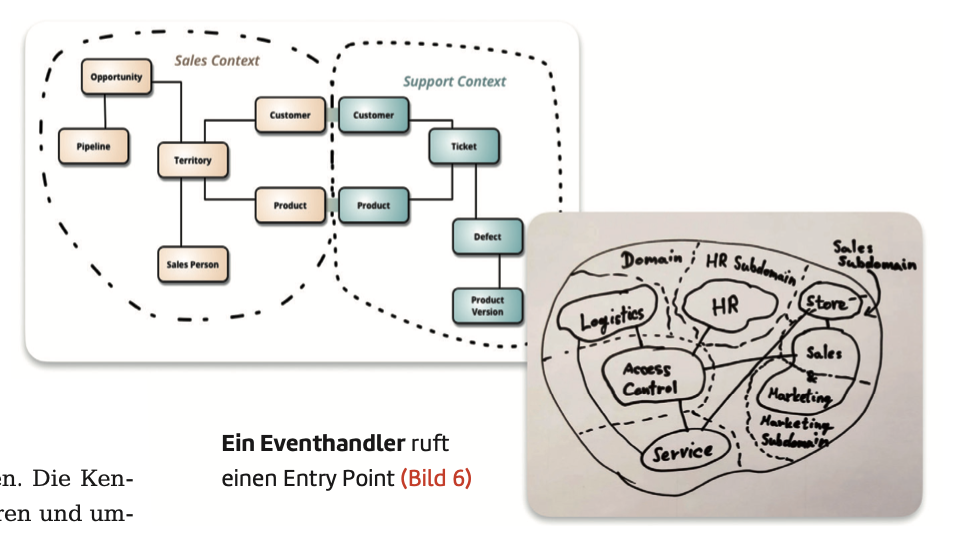 Sales Context
Opportunity
Pipeline
Territory
Sales Person
Customer
Product
Support Context
Customer
Product
Ticket
Defect
Product
Version
Domain
HR Subdomain
Sales
Subdomain
Logistics
HR
Store
Access
Control
Sales
&
Marketing
Marketing
Subdomain
Service
Ein Eventhandler ruft
einen Entry Point (Bild 6)
en. Die Ken-
ren und um-